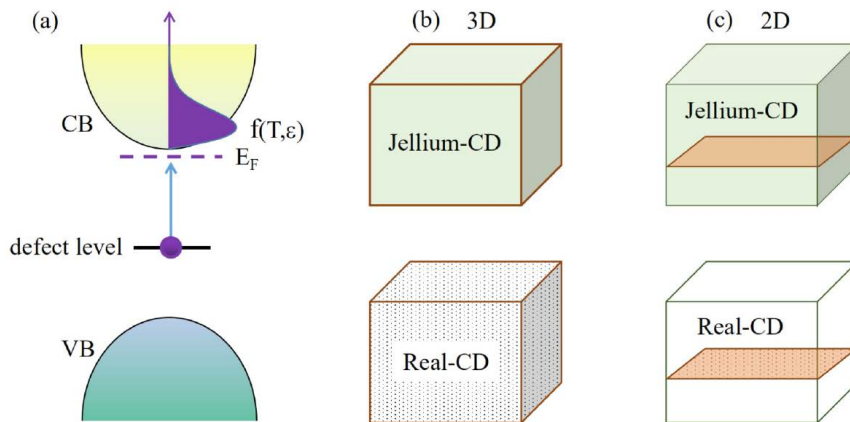 (a)
CB
f(T,ε)
E_F
defect level
VB
(b) 3D
Jellium-CD
Real-CD
(c) 2D
Jellium-CD
Real-CD